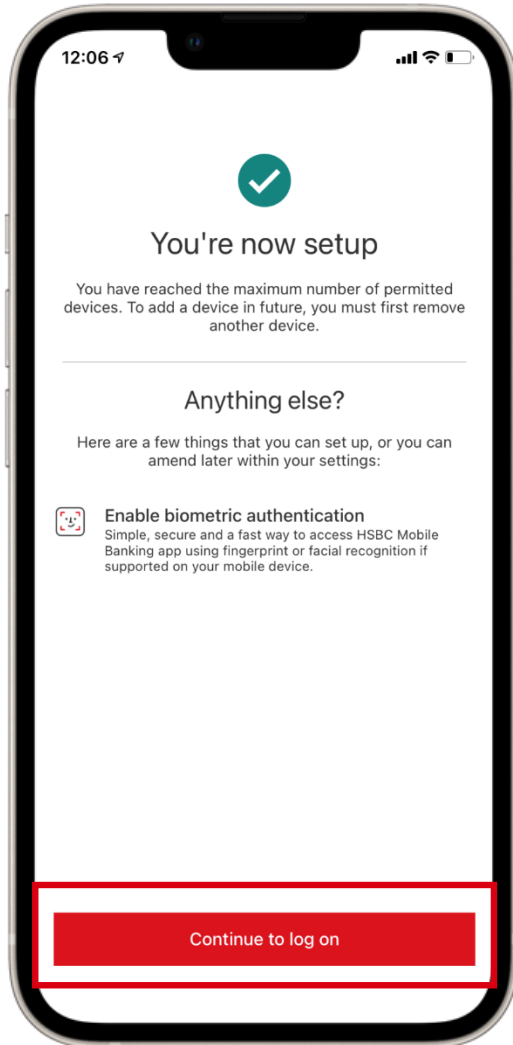 12:06
You're now setup
You have reached the maximum number of permitted
devices. To add a device in future, you must first remove
another device.
Anything else?
Here are a few things that you can set up, or you can
amend later within your settings:
Enable biometric authentication
Simple, secure and a fast way to access HSBC Mobile
Banking app using fingerprint or facial recognition if
supported on your mobile device.
Continue to log on